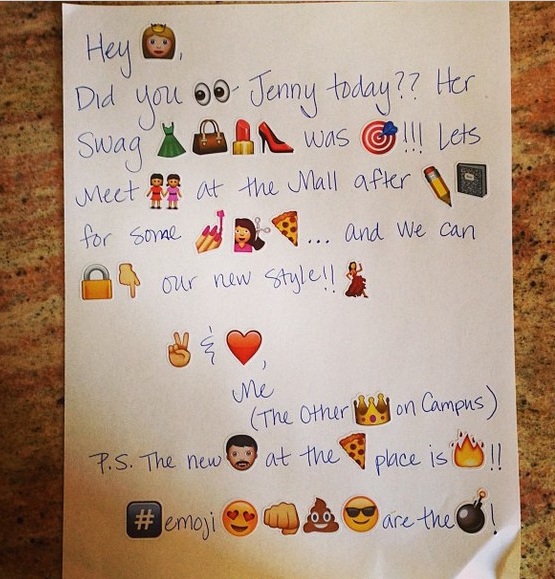 Hey 👸,
Did you 👀 Jenny today?? Her
Swag 👗👜💄👠 was 🎯!!! Lets
Meet 👭 at the Mall after ✏️📓
for some 💅💇🍕... and we can
🔒👇 our new style!! 💃
✌️ & ❤️,
Me
(The Other 👑 on Campus)
P.S. The new 👨 at the 🍕 place is 🔥!!
#emoji 😍👊💩😎 are the 💣!